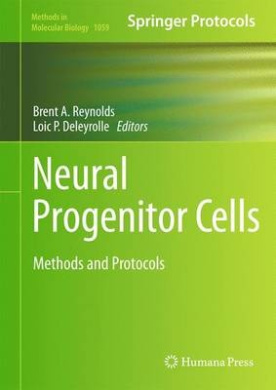 Methods in
Molecular Biology 1059
Springer Protocols
Brent A. Reynolds
Loic P. Deleyrolle Editors
Neural
Progenitor Cells
Methods and Protocols
Humana Press